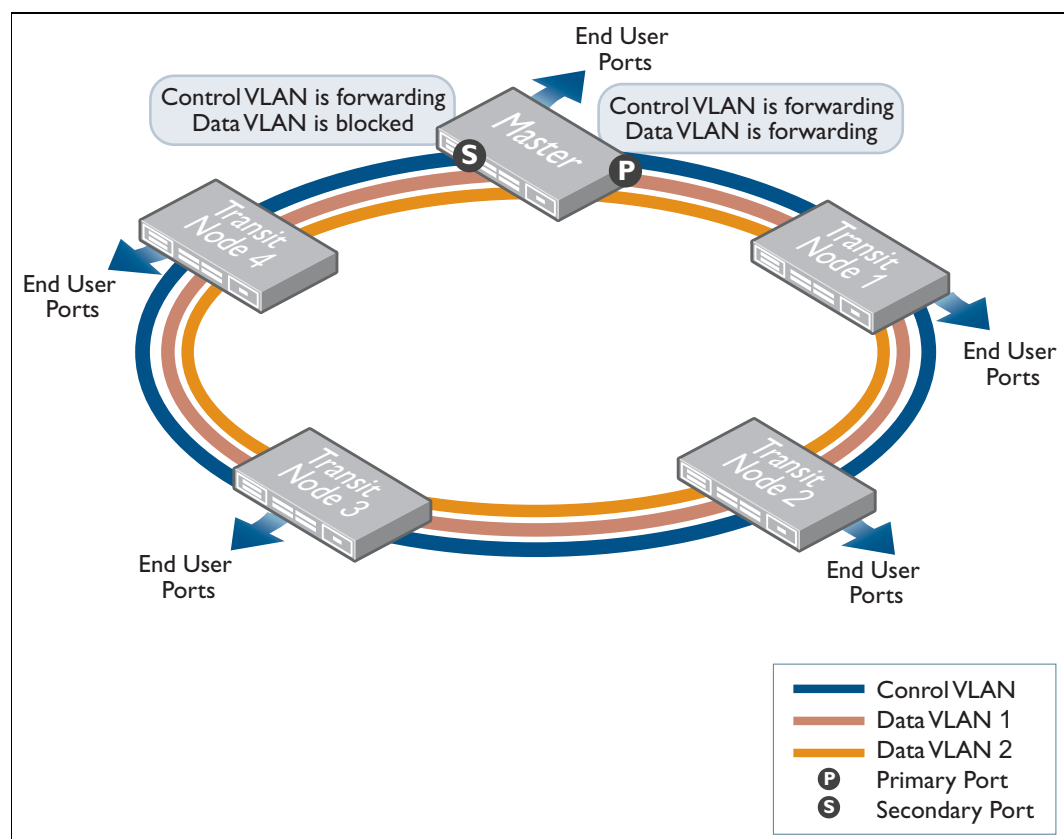 End User
Ports
Control VLAN is forwarding
Data VLAN is blocked
Control VLAN is forwarding
Data VLAN is forwarding
Master
S
P
Transit
Node 4
Transit
Node 1
End User
Ports
End User
Ports
Transit
Node 3
Transit
Node 2
End User
Ports
End User
Ports
Conrol VLAN
Data VLAN 1
Data VLAN 2
P Primary Port
S Secondary Port